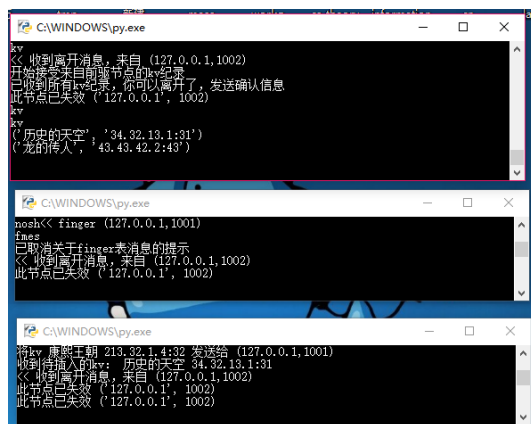 C:\WINDOWS\py.exe
kv
<< 收到离开消息，来自 (127.0.0.1,1002)
开始接受来自前驱节点的kv纪录
已收到所有kv纪录，你可以离开了，发送确认信息
此节点已失效 ('127.0.0.1', 1002)
kv
kv
('历史的天空', '34.32.13.1:31')
('龙的传人', '43.43.42.2:43')
C:\WINDOWS\py.exe
nosh<< finger (127.0.0.1,1001)
fmes
已取消关于finger表消息的提示
<< 收到离开消息，来自 (127.0.0.1,1002)
此节点已失效 ('127.0.0.1', 1002)
C:\WINDOWS\py.exe
将kv 康熙王朝 213.32.1.4:32 发送给 (127.0.0.1,1001)
收到待插入的kv： 历史的天空 34.32.13.1:31
<< 收到离开消息，来自 (127.0.0.1,1002)
此节点已失效 ('127.0.0.1', 1002)
此节点已失效 ('127.0.0.1', 1002)